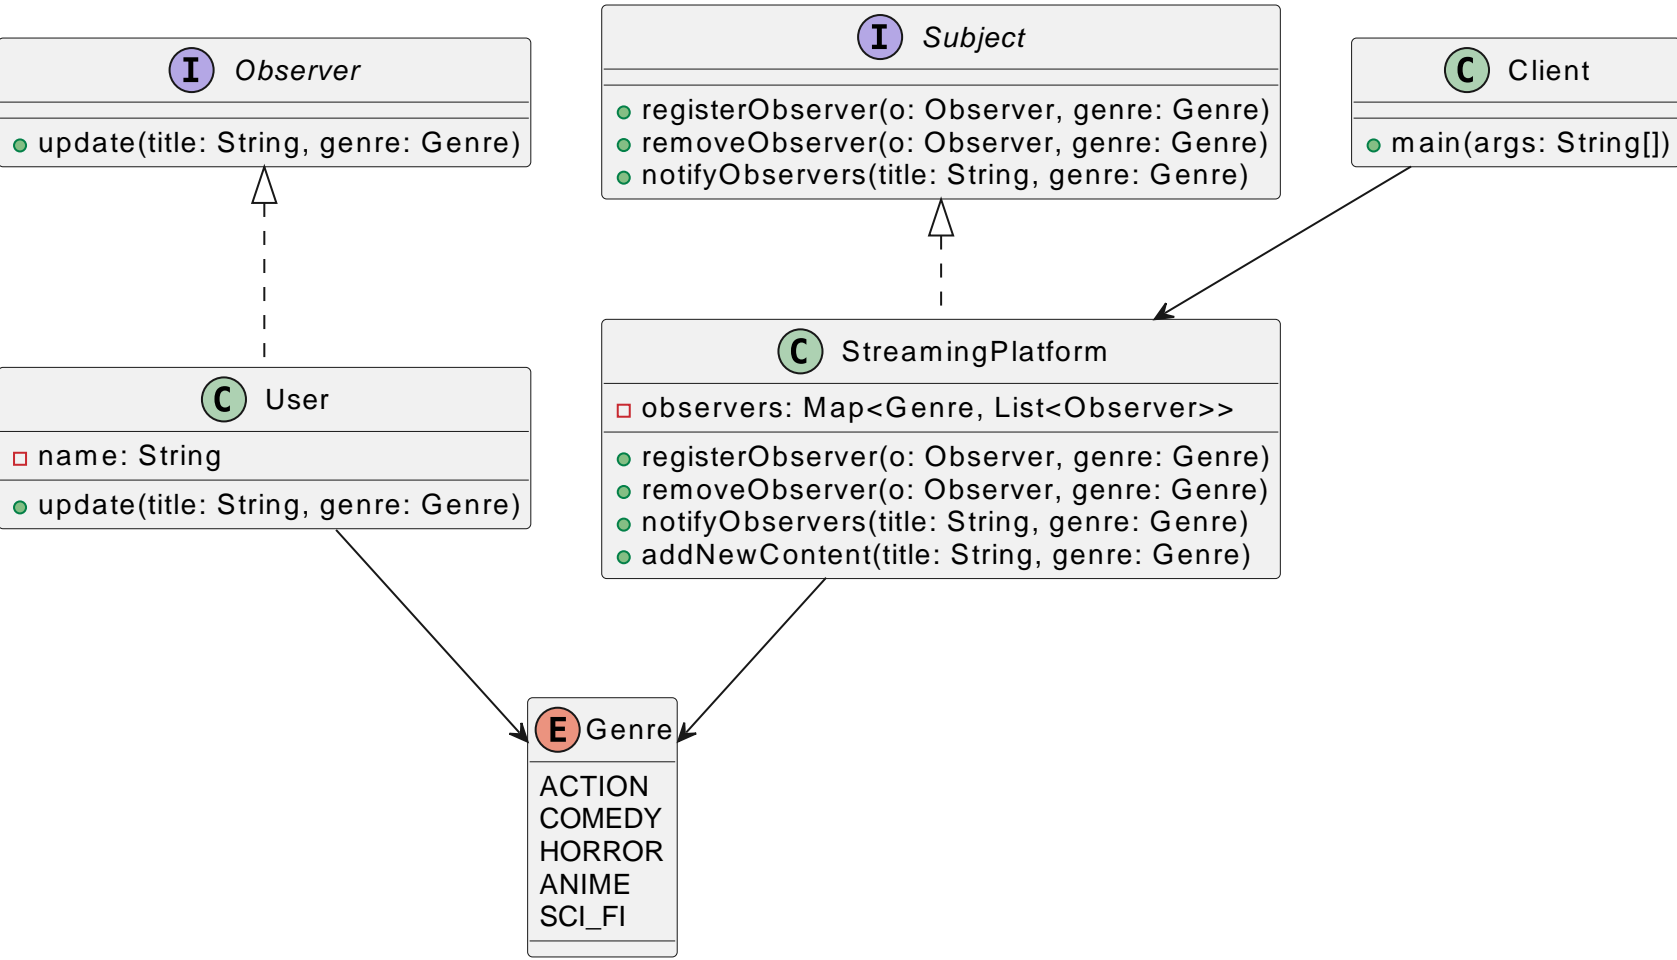 I Observer
update(title: String, genre: Genre)
I Subject
registerObserver(o: Observer, genre: Genre)
removeObserver(o: Observer, genre: Genre)
notifyObservers(title: String, genre: Genre)
C Client
main(args: String[])
C User
name: String
update(title: String, genre: Genre)
C StreamingPlatform
observers: Map<Genre, List<Observer>>
registerObserver(o: Observer, genre: Genre)
removeObserver(o: Observer, genre: Genre)
notifyObservers(title: String, genre: Genre)
addNewContent(title: String, genre: Genre)
E Genre
ACTION
COMEDY
HORROR
ANIME
SCI_FI